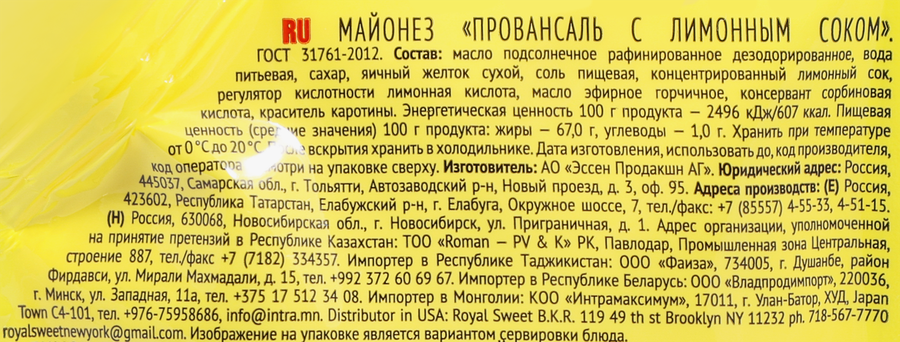 RU МАЙОНЕЗ «ПРОВАНСАЛЬ С ЛИМОННЫМ СОКОМ».
ГОСТ 31761-2012. Состав: масло подсолнечное рафинированное дезодорированное, вода
питьевая, сахар, яичный желток сухой, соль пищевая, концентрированный лимонный сок,
регулятор кислотности лимонная кислота, масло эфирное горчичное, консервант сорбиновая
кислота, краситель каротины. Энергетическая ценность 100 г продукта — 2496 кДж/607 ккал. Пищевая
ценность (средние значения) 100 г продукта: жиры — 67,0 г, углеводы — 1,0 г. Хранить при температуре
от 0 °С до 20 °С. После вскрытия хранить в холодильнике. Дата изготовления, использовать до, код производителя,
код оператора смотри на упаковке сверху. Изготовитель: АО «Эссен Продакшн АГ». Юридический адрес: Россия,
445037, Самарская обл., г. Тольятти, Автозаводский р-н, Новый проезд, д. 3, оф. 95. Адреса производств: (Е) Россия,
423602, Республика Татарстан, Елабужский р-н, г. Елабуга, Окружное шоссе, 7, тел./факс: +7 (85557) 4-55-33, 4-51-15.
(Н) Россия, 630068, Новосибирская обл., г. Новосибирск, ул. Приграничная, д. 1. Адрес организации, уполномоченной
на принятие претензий в Республике Казахстан: ТОО «Roman — PV & K» РК, Павлодар, Промышленная зона Центральная,
строение 887, тел./факс +7 (7182) 334357. Импортер в Республике Таджикистан: ООО «Фаиза», 734005, г. Душанбе, район
Фирдавси, ул. Мирали Махмадали, д. 15, тел.+992 372 60 69 67. Импортер в Республике Беларусь: ООО «Владпродимпорт», 220036,
г. Минск, ул. Западная, 11а, тел.+375 17 512 34 08. Импортер в Монголии: КОО «Интрамаксимум», 17011, г. Улан-Батор, ХУД, Japan
Town C4-101, тел. +976-75958686, info@intra.mn. Distributor in USA: Royal Sweet B.K.R. 119 49 th st Brooklyn NY 11232 ph. 718-567-7770
royalsweetnewyork@gmail.com. Изображение на упаковке является вариантом сервировки блюда.